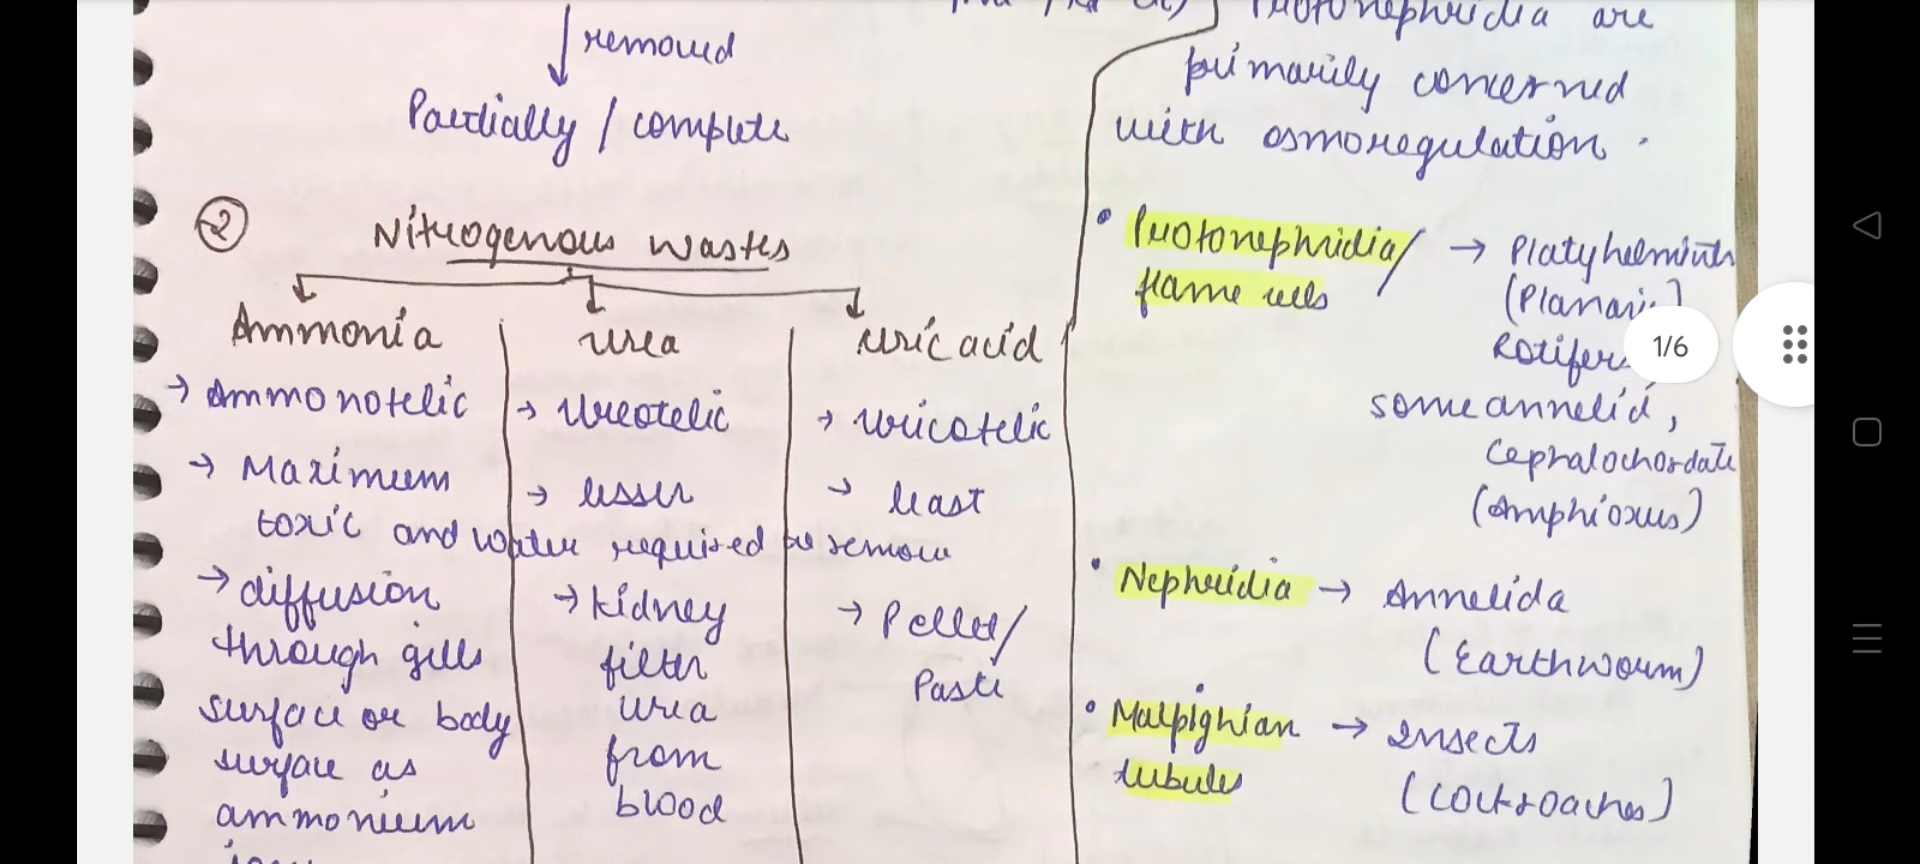 removed
Partially / complete
② Nitrogenous wastes
Ammonia
→ Ammonotelic
→ Maximum
toxic and water required to remove
→ diffusion
through gills
surface or body
surface as
ammonium
Urea
→ Ureotelic
→ lesser
→ kidney
filter
urea
from
blood
Uric acid
→ Uricotelic
→ least
→ Pellet/
Paste
Protonephridia are
primarily concerned
with osmoregulation.
• Protonephridia/ → Platyhelminth
flame cells
Rotifer
some annelid,
Cephalochordate
(Amphioxus)
• Nephridia → Annelida
(Earthworm)
• Malpighian → Insects
tubules (Cockroaches)
1/6